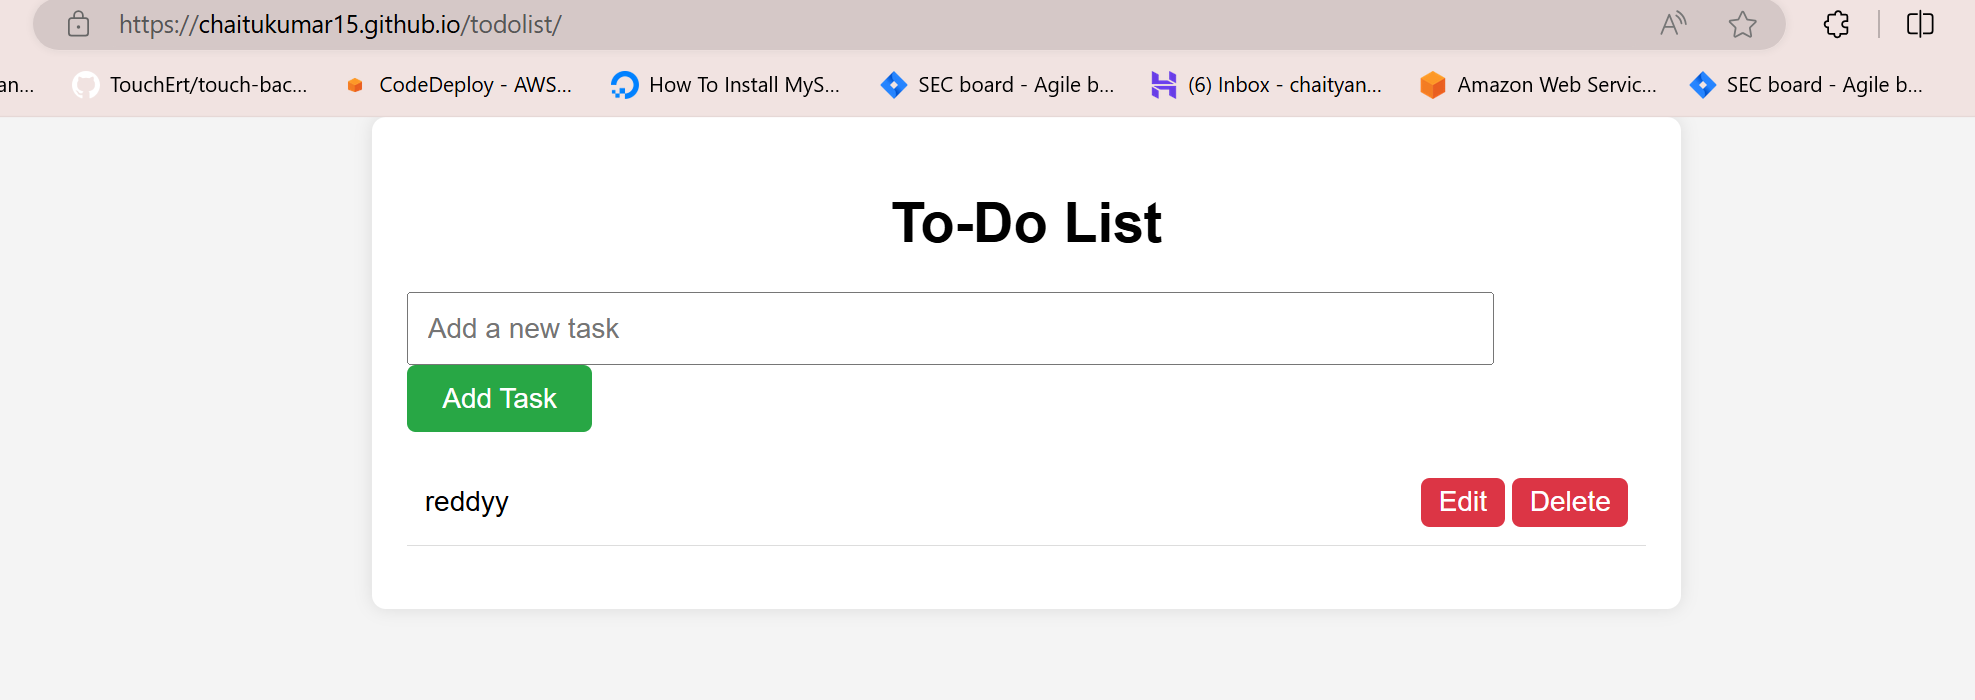 https://chaitukumar15.github.io/todolist/
an... TouchErt/touch-bac... CodeDeploy - AWS... How To Install MyS... SEC board - Agile b... (6) Inbox - chaityan... Amazon Web Servic... SEC board - Agile b...
To-Do List
Add a new task
Add Task
reddyy Edit Delete